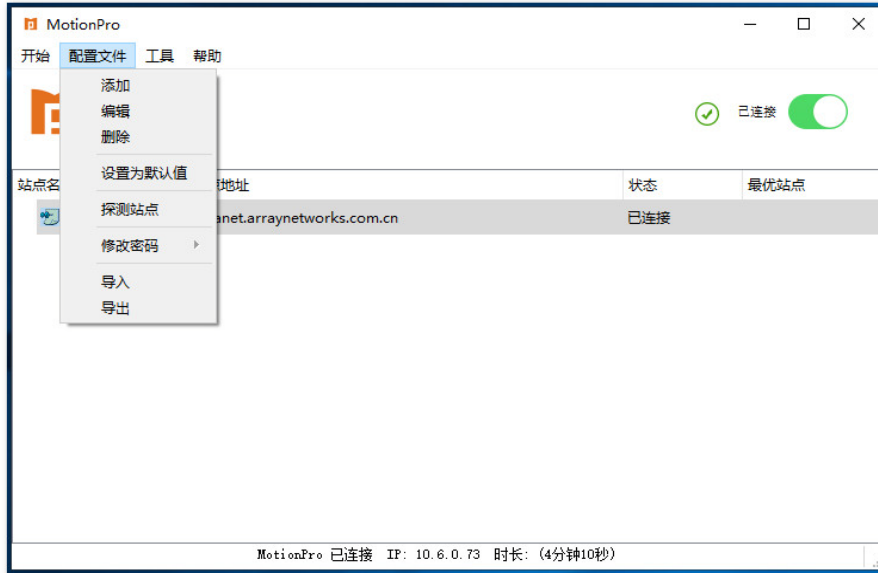 MotionPro
开始 配置文件 工具 帮助
添加
编辑
删除
已连接
设置为默认值
站点名 地址 状态 最优站点
探测站点
anet.arraynetworks.com.cn 已连接
修改密码
导入
导出
MotionPro 已连接 IP: 10.6.0.73 时长: (4分钟10秒)